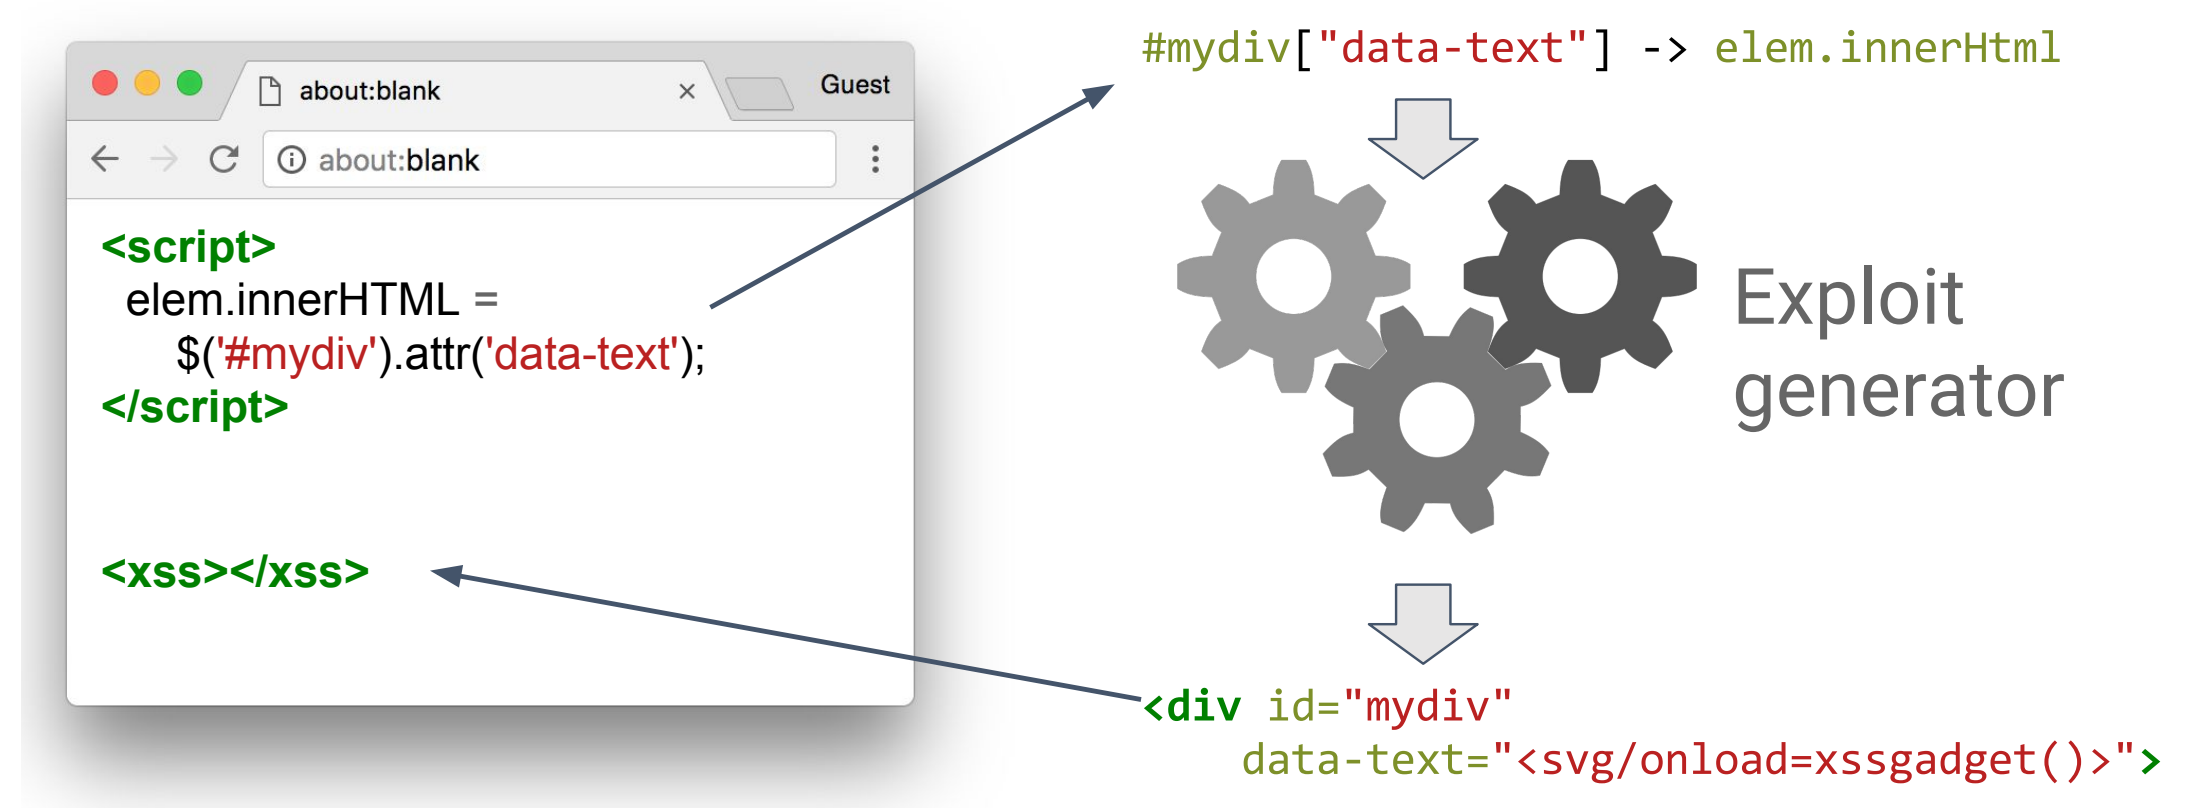 about:blank
Guest
about:blank
<script>
elem.innerHTML =
$('#mydiv').attr('data-text');
</script>
<xss></xss>
#mydiv["data-text"] -> elem.innerHtml
Exploit
generator
<div id="mydiv"
data-text="<svg/onload=xssgadget()>">